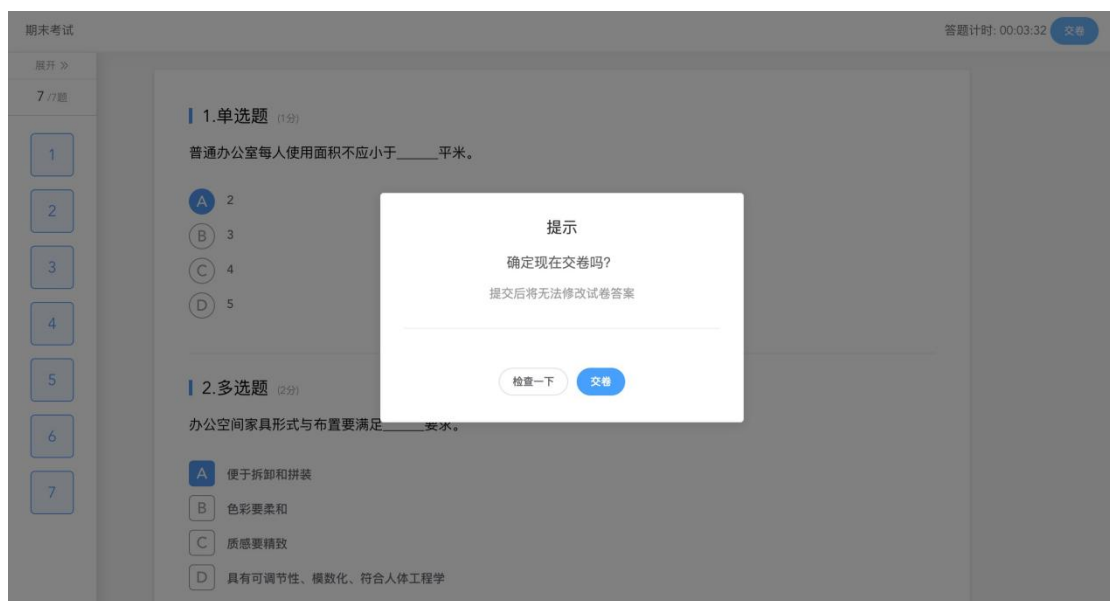 期末考试
答题计时: 00:03:32 交卷
展开 »
7 /7题
1
2
3
4
5
6
7
1.单选题 (1分)
普通办公室每人使用面积不应小于______平米。
A 2
B 3
C 4
D 5
2.多选题 (2分)
办公空间家具形式与布置要满足______要求。
A 便于拆卸和拼装
B 色彩要柔和
C 质感要精致
D 具有可调节性、模数化、符合人体工程学
提示
确定现在交卷吗?
提交后将无法修改试卷答案
检查一下 交卷